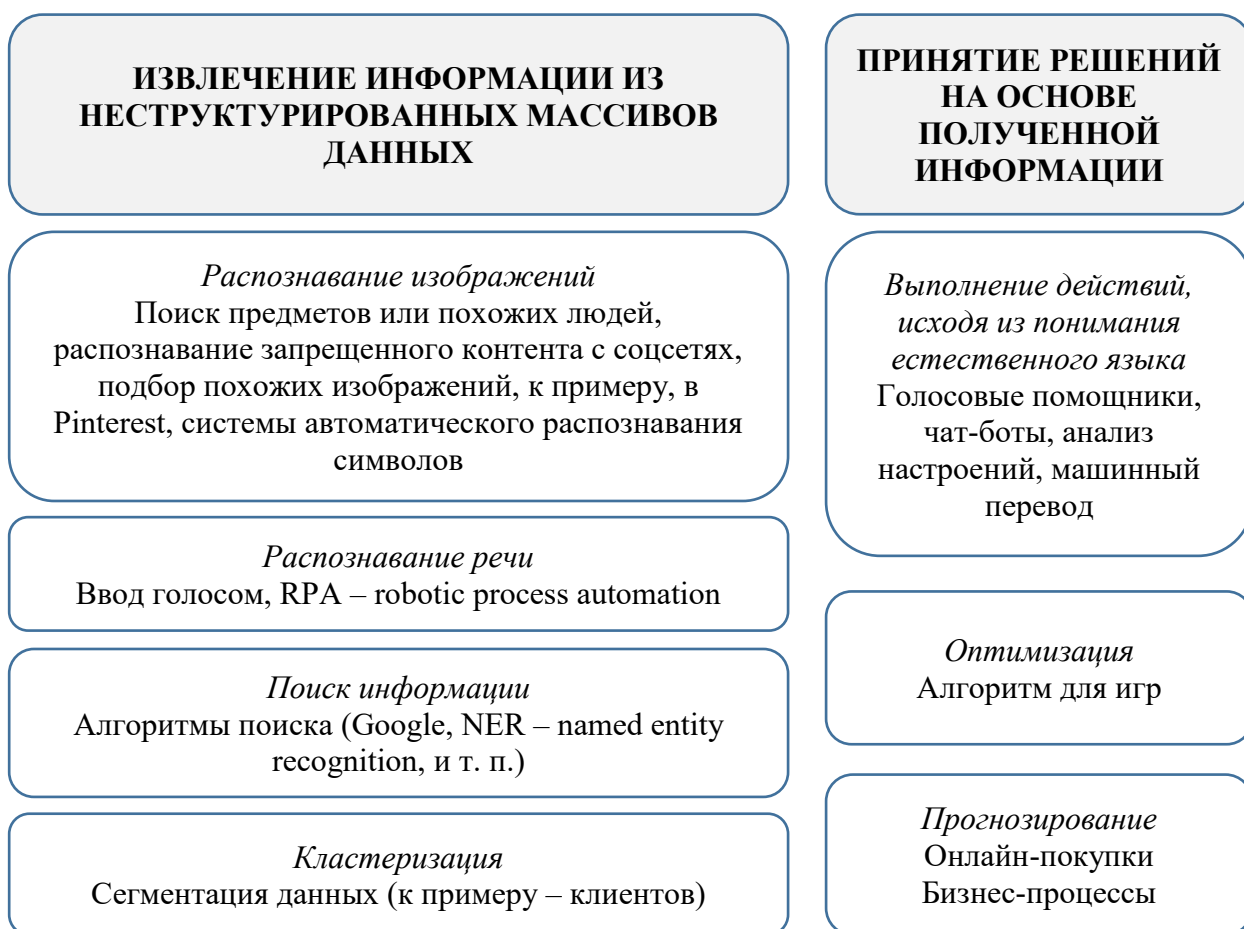 ИЗВЛЕЧЕНИЕ ИНФОРМАЦИИ ИЗ
НЕСТРУКТУРИРОВАННЫХ МАССИВОВ
ДАННЫХ
Распознавание изображений
Поиск предметов или похожих людей,
распознавание запрещенного контента с соцсетях,
подбор похожих изображений, к примеру, в
Pinterest, системы автоматического распознавания
символов
Распознавание речи
Ввод голосом, RPA – robotic process automation
Поиск информации
Алгоритмы поиска (Google, NER – named entity
recognition, и т. п.)
Кластеризация
Сегментация данных (к примеру – клиентов)
ПРИНЯТИЕ РЕШЕНИЙ
НА ОСНОВЕ
ПОЛУЧЕННОЙ
ИНФОРМАЦИИ
Выполнение действий,
исходя из понимания
естественного языка
Голосовые помощники,
чат-боты, анализ
настроений, машинный
перевод
Оптимизация
Алгоритм для игр
Прогнозирование
Онлайн-покупки
Бизнес-процессы